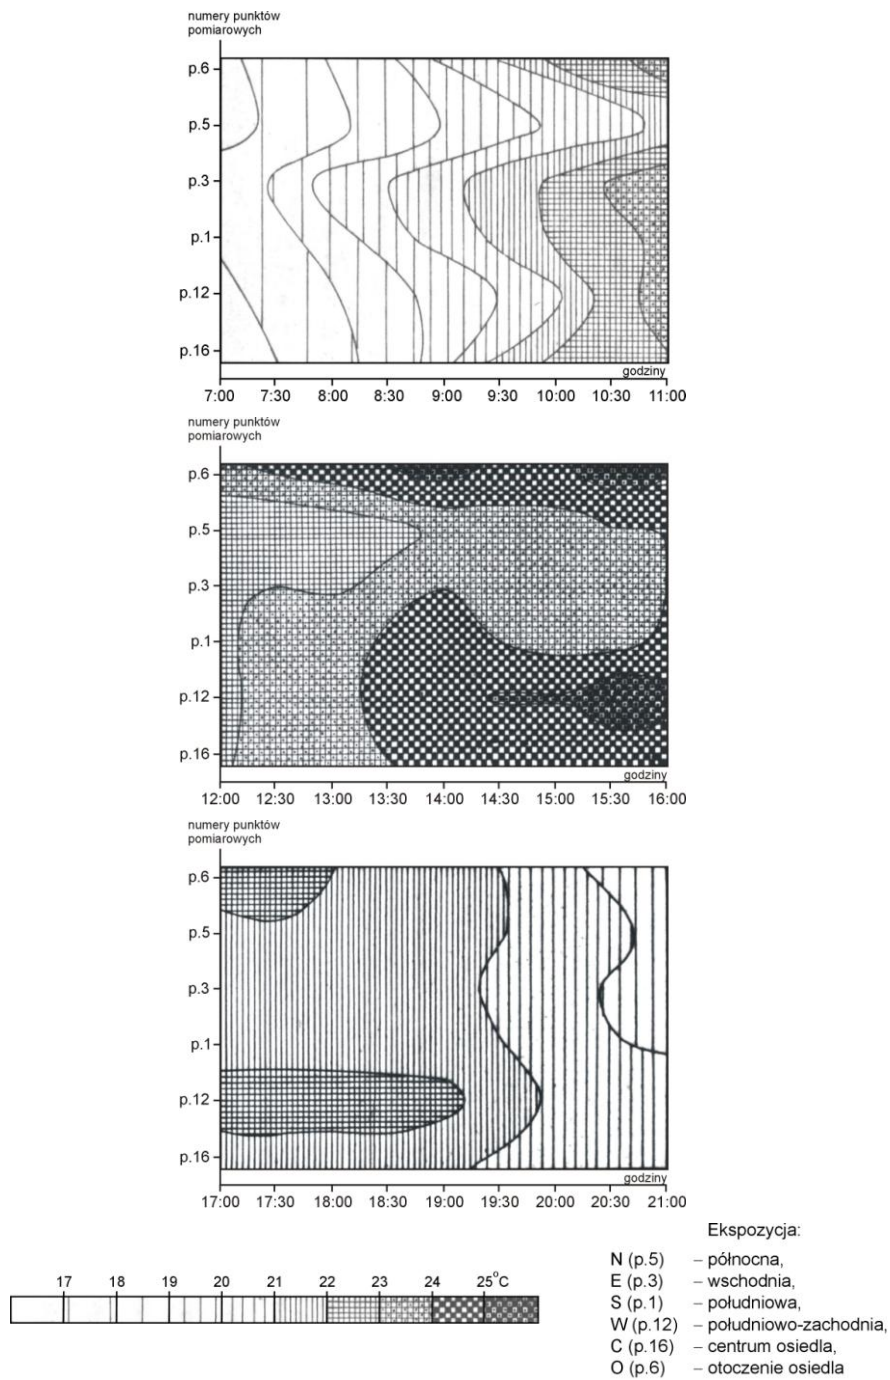 numery punktów
pomiarowych
p.6
p.5
p.3
p.1
p.12
p.16
godziny
7:00 7:30 8:00 8:30 9:00 9:30 10:00 10:30 11:00
numery punktów
pomiarowych
p.6
p.5
p.3
p.1
p.12
p.16
godziny
12:00 12:30 13:00 13:30 14:00 14:30 15:00 15:30 16:00
numery punktów
pomiarowych
p.6
p.5
p.3
p.1
p.12
p.16
godziny
17:00 17:30 18:00 18:30 19:00 19:30 20:00 20:30 21:00
17 18 19 20 21 22 23 24 25°C
Ekspozycja:
N (p.5) – północna,
E (p.3) – wschodnia,
S (p.1) – południowa,
W (p.12) – południowo-zachodnia,
C (p.16) – centrum osiedla,
O (p.6) – otoczenie osiedla